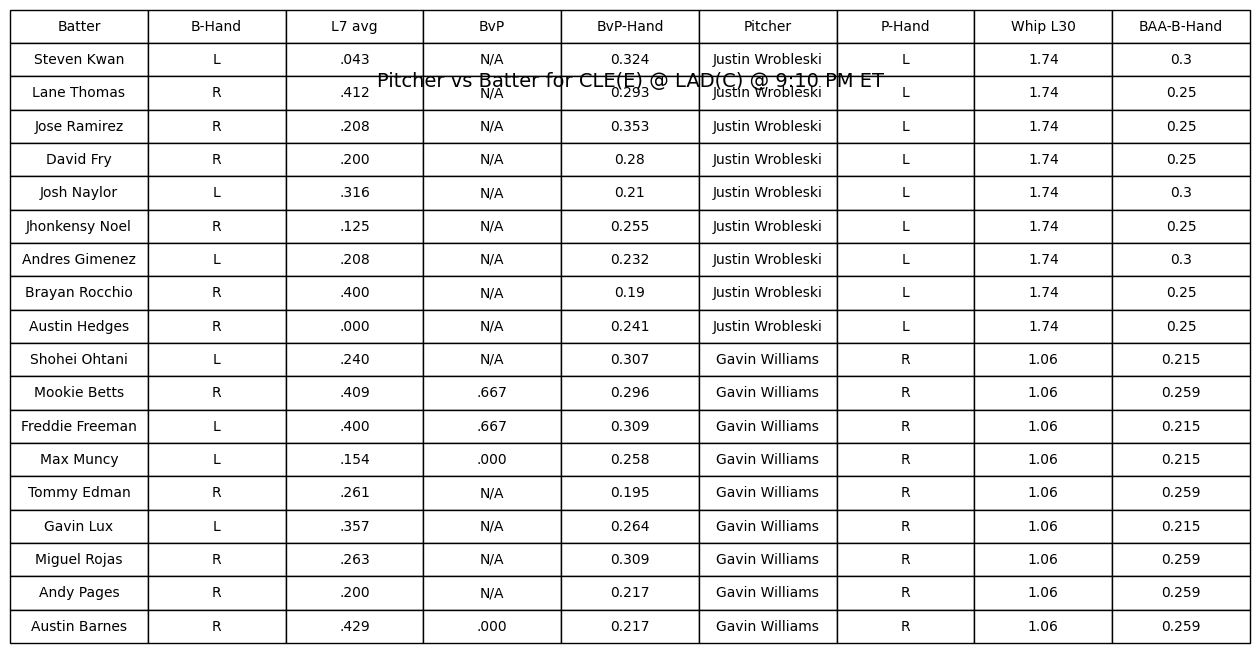 Batter B-Hand L7 avg BvP BvP-Hand Pitcher P-Hand Whip L30 BAA-B-Hand
Steven Kwan L .043 N/A 0.324 Justin Wrobleski L 1.74 0.3
Pitcher vs Batter for CLE(E) @ LAD(C) @ 9:10 PM ET
Lane Thomas R .412 N/A 0.293 Justin Wrobleski L 1.74 0.25
Jose Ramirez R .208 N/A 0.353 Justin Wrobleski L 1.74 0.25
David Fry R .200 N/A 0.28 Justin Wrobleski L 1.74 0.25
Josh Naylor L .316 N/A 0.21 Justin Wrobleski L 1.74 0.3
Jhonkensy Noel R .125 N/A 0.255 Justin Wrobleski L 1.74 0.25
Andres Gimenez L .208 N/A 0.232 Justin Wrobleski L 1.74 0.3
Brayan Rocchio R .400 N/A 0.19 Justin Wrobleski L 1.74 0.25
Austin Hedges R .000 N/A 0.241 Justin Wrobleski L 1.74 0.25
Shohei Ohtani L .240 N/A 0.307 Gavin Williams R 1.06 0.215
Mookie Betts R .409 .667 0.296 Gavin Williams R 1.06 0.259
Freddie Freeman L .400 .667 0.309 Gavin Williams R 1.06 0.215
Max Muncy L .154 .000 0.258 Gavin Williams R 1.06 0.215
Tommy Edman R .261 N/A 0.195 Gavin Williams R 1.06 0.259
Gavin Lux L .357 N/A 0.264 Gavin Williams R 1.06 0.215
Miguel Rojas R .263 N/A 0.309 Gavin Williams R 1.06 0.259
Andy Pages R .200 N/A 0.217 Gavin Williams R 1.06 0.259
Austin Barnes R .429 .000 0.217 Gavin Williams R 1.06 0.259